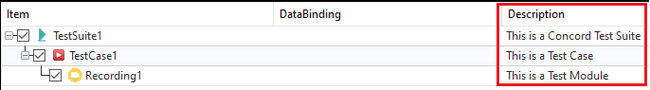 Item DataBinding Description
TestSuite1 This is a Concord Test Suite
TestCase1 This is a Test Case
Recording1 This is a Test Module